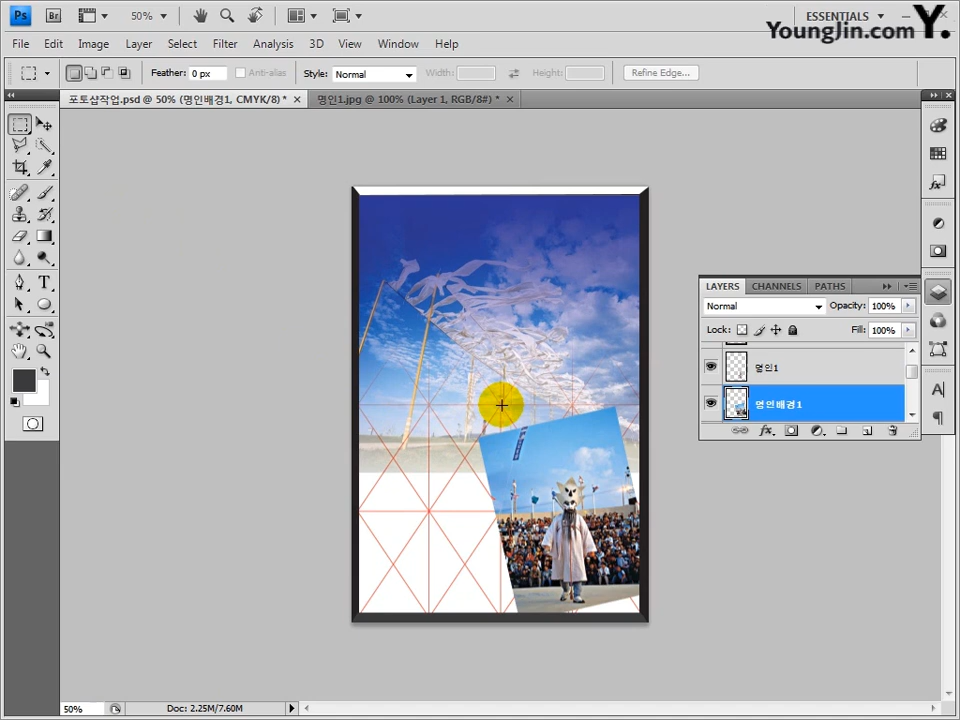 Ps Br 50% ESSENTIALS
YoungJin.com Y.
File Edit Image Layer Select Filter Analysis 3D View Window Help
Feather: 0 px Anti-alias Style: Normal Width: Height: Refine Edge...
포토샵작업.psd @ 50% (명인배경1, CMYK/8) * × 명인1.jpg @ 100% (Layer 1, RGB/8#) * ×
LAYERS CHANNELS PATHS
Normal Opacity: 100%
Lock: Fill: 100%
명인1
명인배경1
50% Doc: 2.25M/7.60M